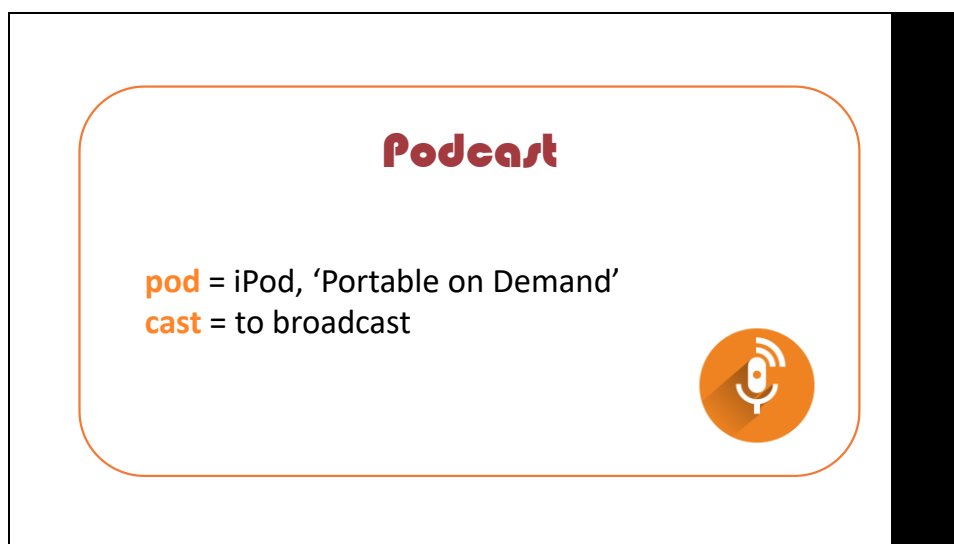 Podcast
pod = iPod, ‘Portable on Demand’
cast = to broadcast